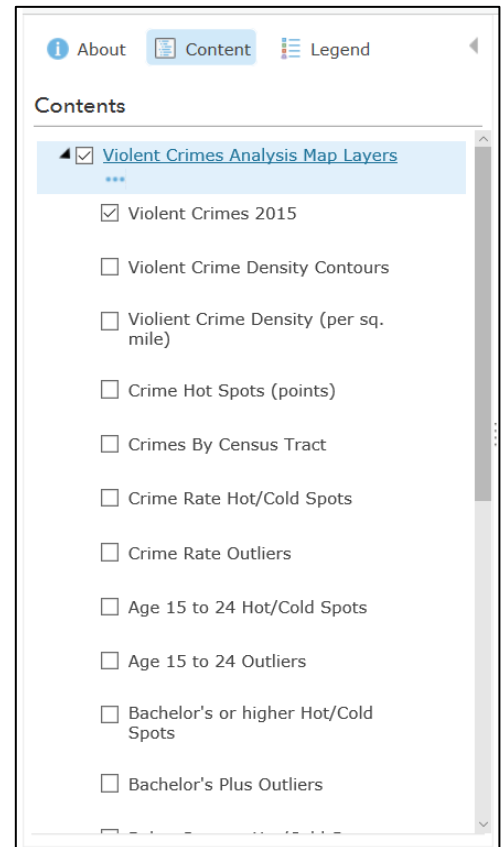 About Content Legend
Contents
Violent Crimes Analysis Map Layers
Violent Crimes 2015
Violent Crime Density Contours
Violient Crime Density (per sq.
mile)
Crime Hot Spots (points)
Crimes By Census Tract
Crime Rate Hot/Cold Spots
Crime Rate Outliers
Age 15 to 24 Hot/Cold Spots
Age 15 to 24 Outliers
Bachelor's or higher Hot/Cold
Spots
Bachelor's Plus Outliers